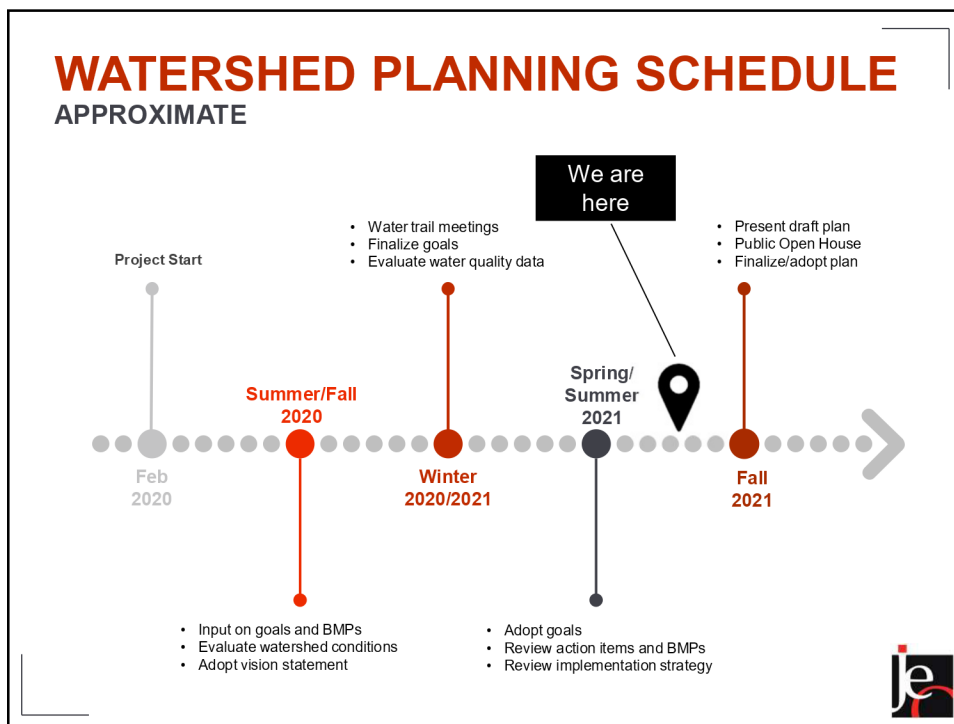 WATERSHED PLANNING SCHEDULE
APPROXIMATE
We are
here
• Water trail meetings
• Finalize goals
• Evaluate water quality data
• Present draft plan
• Public Open House
• Finalize/adopt plan
Project Start
Summer/Fall
2020
Spring/
Summer
2021
Feb
2020
Winter
2020/2021
Fall
2021
• Input on goals and BMPs
• Evaluate watershed conditions
• Adopt vision statement
• Adopt goals
• Review action items and BMPs
• Review implementation strategy
jeo